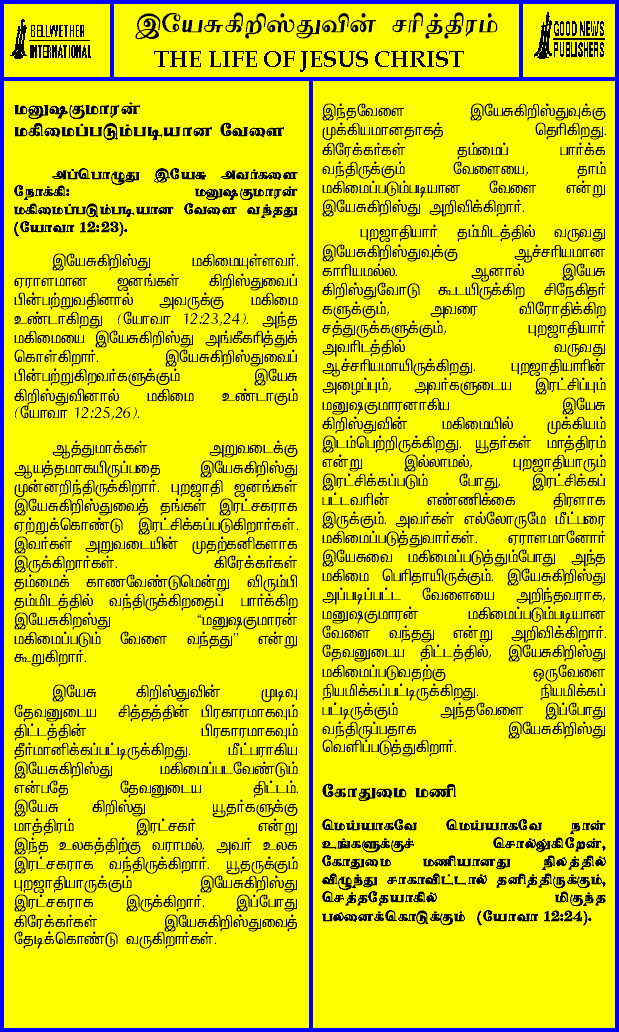 BELLWETHER
INTERNATIONAL
இயேசுகிறிஸ்துவின் சரித்திரம்
THE LIFE OF JESUS CHRIST
GOOD NEWS
PUBLISHERS
மனுஷகுமாரன்
மகிமைப்படும்படியான வேளை
அப்பொழுது இயேசு அவர்களை
நோக்கி: மனுஷகுமாரன்
மகிமைப்படும்படியான வேளை வந்தது
(யோவா 12:23).
இயேசுகிறிஸ்து மகிமையுள்ளவர்.
ஏராளமான ஜனங்கள் கிறிஸ்துவைப்
பின்பற்றுவதினால் அவருக்கு மகிமை
உண்டாகிறது (யோவா 12:23,24). அந்த
மகிமையை இயேசுகிறிஸ்து அங்கீகரித்துக்
கொள்கிறார். இயேசுகிறிஸ்துவைப்
பின்பற்றுகிறவர்களுக்கும் இயேசு
கிறிஸ்துவினால் மகிமை உண்டாகும்
(யோவா 12:25,26).
ஆத்துமாக்கள் அறுவடைக்கு
ஆயத்தமாகயிருப்பதை இயேசுகிறிஸ்து
முன்னறிந்திருக்கிறார். புறஜாதி ஜனங்கள்
இயேசுகிறிஸ்துவைத் தங்கள் இரட்சகராக
ஏற்றுக்கொண்டு இரட்சிக்கப்படுகிறார்கள்.
இவர்கள் அறுவடையின் முதற்கனிகளாக
இருக்கிறார்கள். கிரேக்கர்கள்
தம்மைக் காணவேண்டுமென்று விரும்பி
தம்மிடத்தில் வந்திருக்கிறதைப் பார்க்கிற
இயேசுகிறஸ்து “மனுஷகுமாரன்
மகிமைப்படும் வேளை வந்தது” என்று
கூறுகிறார்.
இயேசு கிறிஸ்துவின் முடிவு
தேவனுடைய சித்தத்தின் பிரகாரமாகவும்
திட்டத்தின் பிரகாரமாகவும்
தீர்மானிக்கப்பட்டிருக்கிறது. மீட்பராகிய
இயேசுகிறிஸ்து மகிமைப்படவேண்டும்
என்பதே தேவனுடைய திட்டம்.
இயேசு கிறிஸ்து யூதர்களுக்கு
மாத்திரம் இரட்சகர் என்று
இந்த உலகத்திற்கு வராமல், அவர் உலக
இரட்சகராக வந்திருக்கிறார். யூதருக்கும்
புறஜாதியாருக்கும் இயேசுகிறிஸ்து
இரட்சகராக இருக்கிறார். இப்போது
கிரேக்கர்கள் இயேசுகிறிஸ்துவைத்
தேடிக்கொண்டு வருகிறார்கள்.
இந்தவேளை இயேசுகிறிஸ்துவுக்கு
முக்கியமானதாகத் தெரிகிறது.
கிரேக்கர்கள் தம்மைப் பார்க்க
வந்திருக்கும் வேளையை, தாம்
மகிமைப்படும்படியான வேளை என்று
இயேசுகிறிஸ்து அறிவிக்கிறார்.
புறஜாதியார் தம்மிடத்தில் வருவது
இயேசுகிறிஸ்துவுக்கு ஆச்சரியமான
காரியமல்ல. ஆனால் இயேசு
கிறிஸ்துவோடு கூடயிருக்கிற சிநேகிதர்
களுக்கும், அவரை விரோதிக்கிற
சத்துருக்களுக்கும், புறஜாதியார்
அவரிடத்தில் வருவது
ஆச்சரியமாயிருக்கிறது. புறஜாதியாரின்
அழைப்பும், அவர்களுடைய இரட்சிப்பும்
மனுஷகுமாரனாகிய இயேசு
கிறிஸ்துவின் மகிமையில் முக்கியம்
இடம்பெற்றிருக்கிறது. யூதர்கள் மாத்திரம்
என்று இல்லாமல், புறஜாதியாரும்
இரட்சிக்கப்படும் போது, இரட்சிக்கப்
பட்டவரின் எண்ணிக்கை திரளாக
இருக்கும். அவர்கள் எல்லோருமே மீட்பரை
மகிமைப்படுத்துவார்கள். ஏராளமானோர்
இயேசுவை மகிமைப்படுத்தும்போது அந்த
மகிமை பெரிதாயிருக்கும். இயேசுகிறிஸ்து
அப்படிப்பட்ட வேளையை அறிந்தவராக,
மனுஷகுமாரன் மகிமைப்படும்படியான
வேளை வந்தது என்று அறிவிக்கிறார்.
தேவனுடைய திட்டத்தில், இயேசுகிறிஸ்து
மகிமைப்படுவதற்கு ஒருவேளை
நியமிக்கப்பட்டிருக்கிறது. நியமிக்கப்
பட்டிருக்கும் அந்தவேளை இப்போது
வந்திருப்பதாக இயேசுகிறிஸ்து
வெளிப்படுத்துகிறார்.
கோதுமை மணி
மெய்யாகவே மெய்யாகவே நான்
உங்களுக்குச் சொல்லுகிறேன்,
கோதுமை மணியானது நிலத்தில்
விழுந்து சாகாவிட்டால் தனித்திருக்கும்,
செத்ததேயாகில் மிகுந்த
பலனைக்கொடுக்கும் (யோவா 12:24).